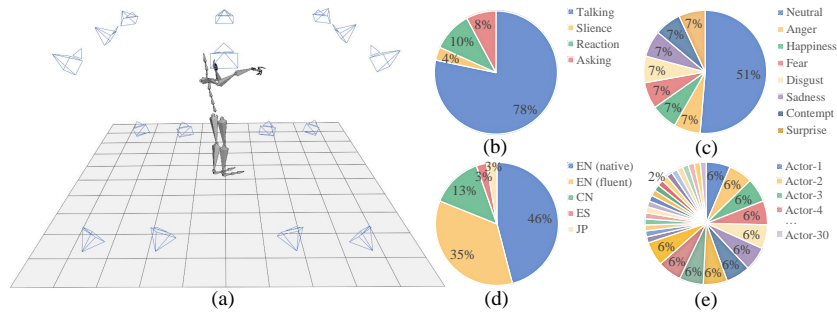 Talking
Slience
Reaction
Asking
8%
10%
4%
78%
(b)
Neutral
Anger
Happiness
Fear
Disgust
Sadness
Contempt
Surprise
7%
7%
7%
7%
7%
7%
7%
51%
(c)
(a)
EN (native)
EN (fluent)
CN
ES
JP
3%
3%
13%
46%
35%
(d)
Actor-1
Actor-2
Actor-3
Actor-4
...
Actor-30
2%
6%
6%
6%
6%
6%
6%
6%
6%
6%
6%
6%
(e)